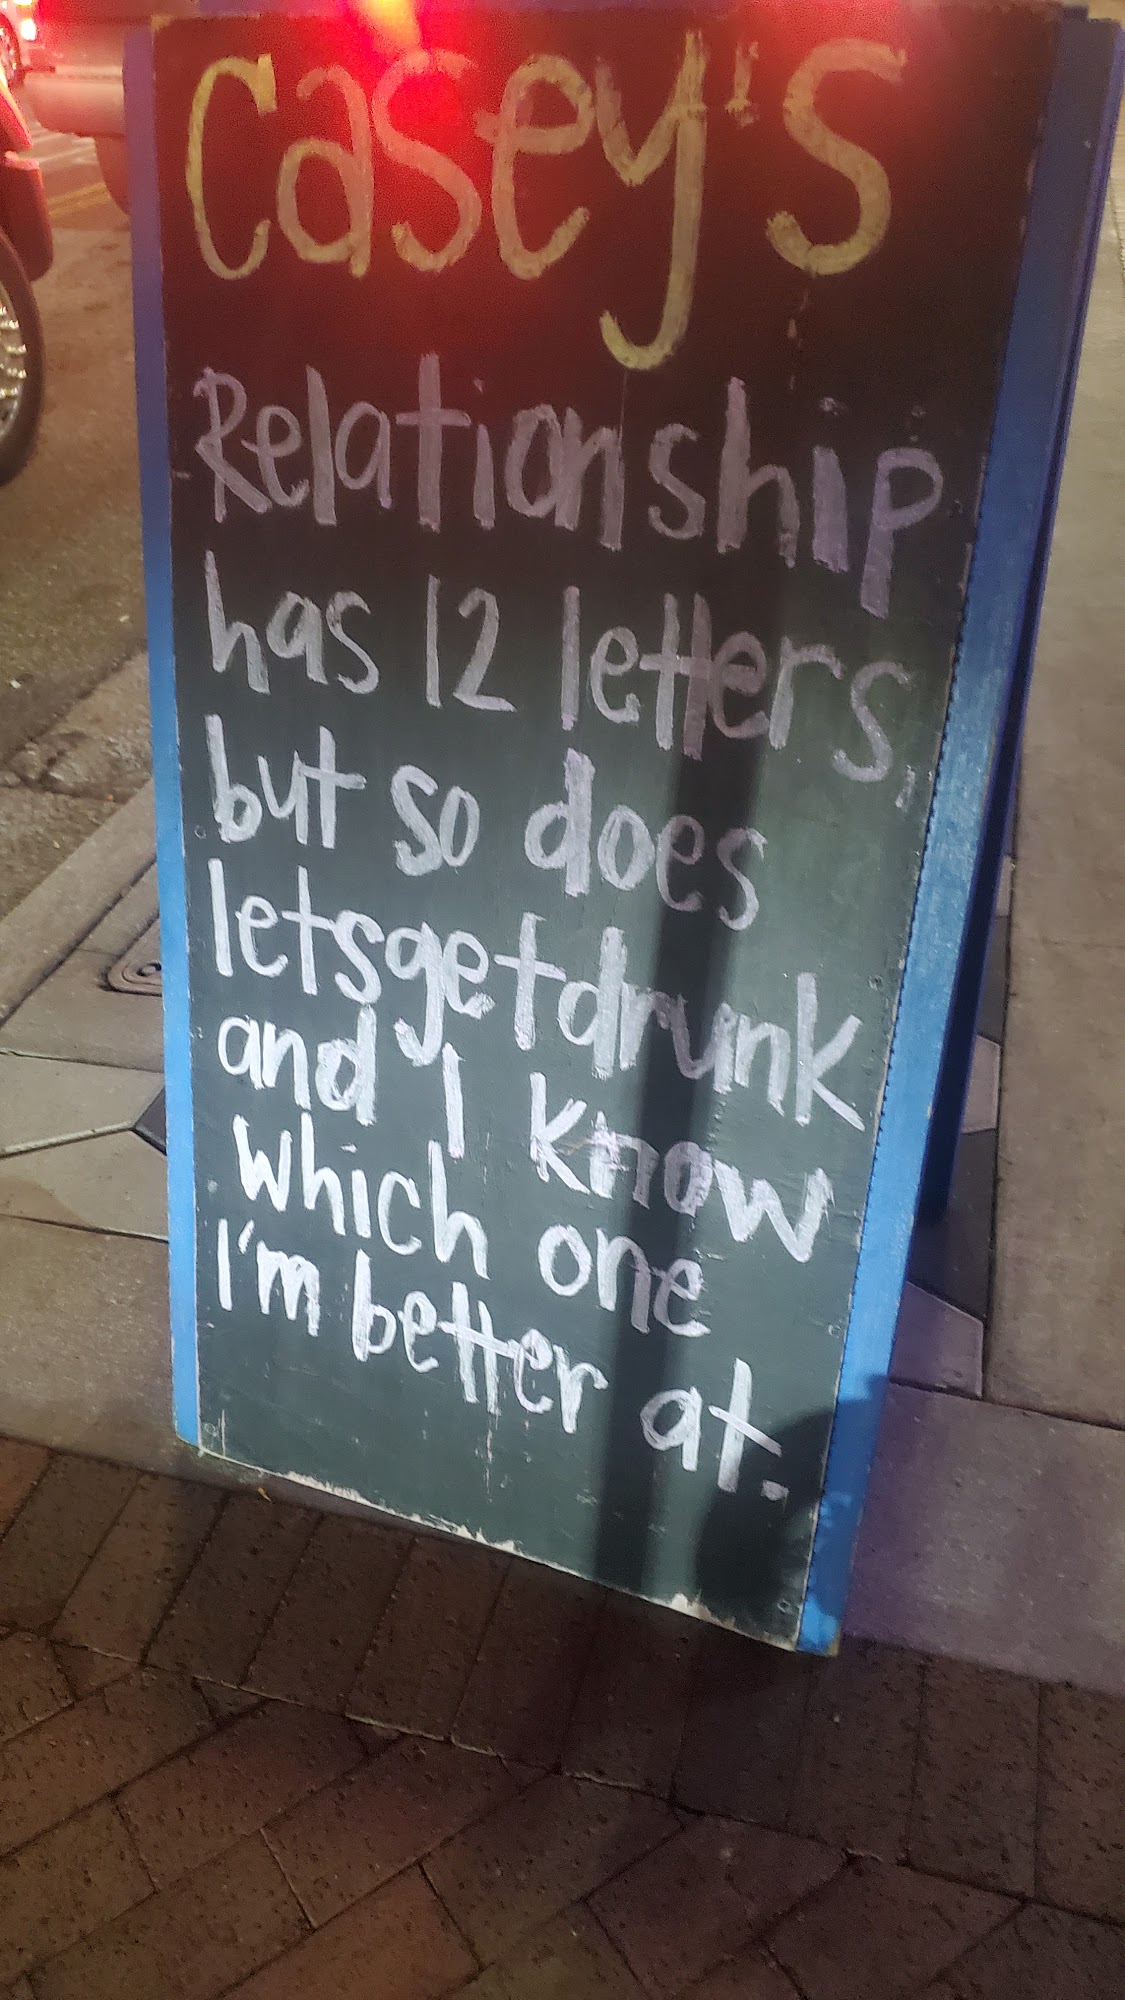 Casey's
Relationship
has 12 letters,
but so does
letsgetdrunk
and I know
which one
I'm better at.